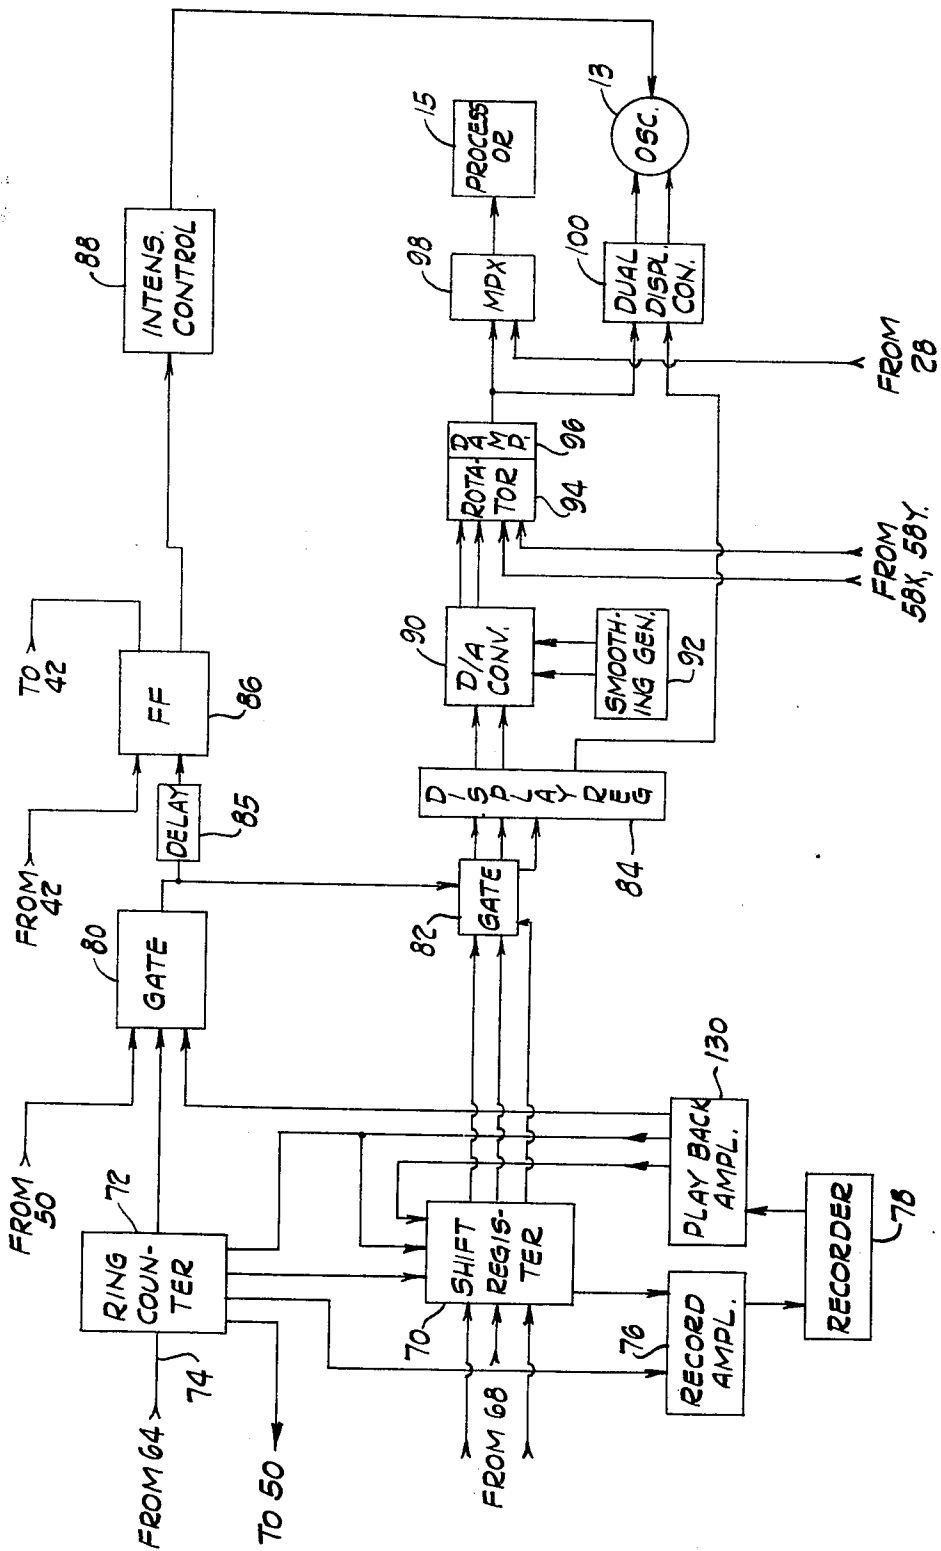 FROM 64
74
RING
COUN-
TER
72
TO 50
FROM
50
GATE
80
FROM
42
DELAY
85
TO
42
FF
86
INTENS.
CONTROL
88
FROM 68
SHIFT
REGIS-
TER
70
GATE
82
DISPLAY REG
84
D/A
CONV.
90
SMOOTH-
ING GEN.
92
ROTA-
TOR
94
DAMP.
96
MPX
98
PROCESS
OR
15
DUAL
DISPL.
CON.
100
OSC.
13
RECORD
AMPL.
76
PLAY BACK
AMPL.
130
RECORDER
78
FROM
58X, 58Y.
FROM
28